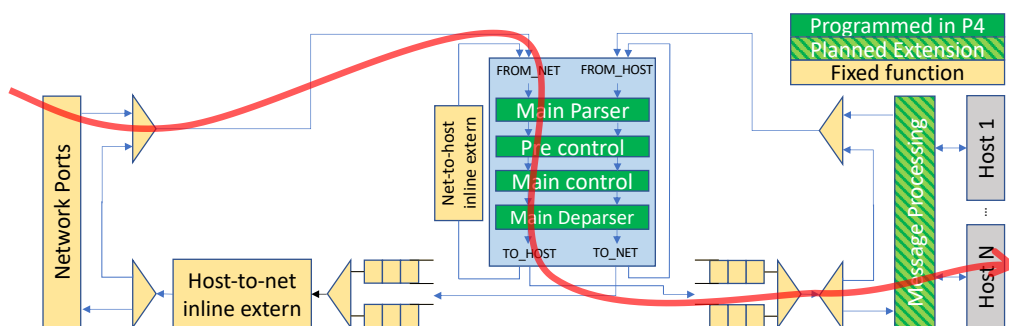 Programmed in P4
Planned Extension
Fixed function
FROM_NET
FROM_HOST
Main Parser
Pre control
Main control
Main Deparser
TO_HOST
TO_NET
Network Ports
Net-to-host
inline extern
Host-to-net
inline extern
Message Processing
Host 1
...
Host N